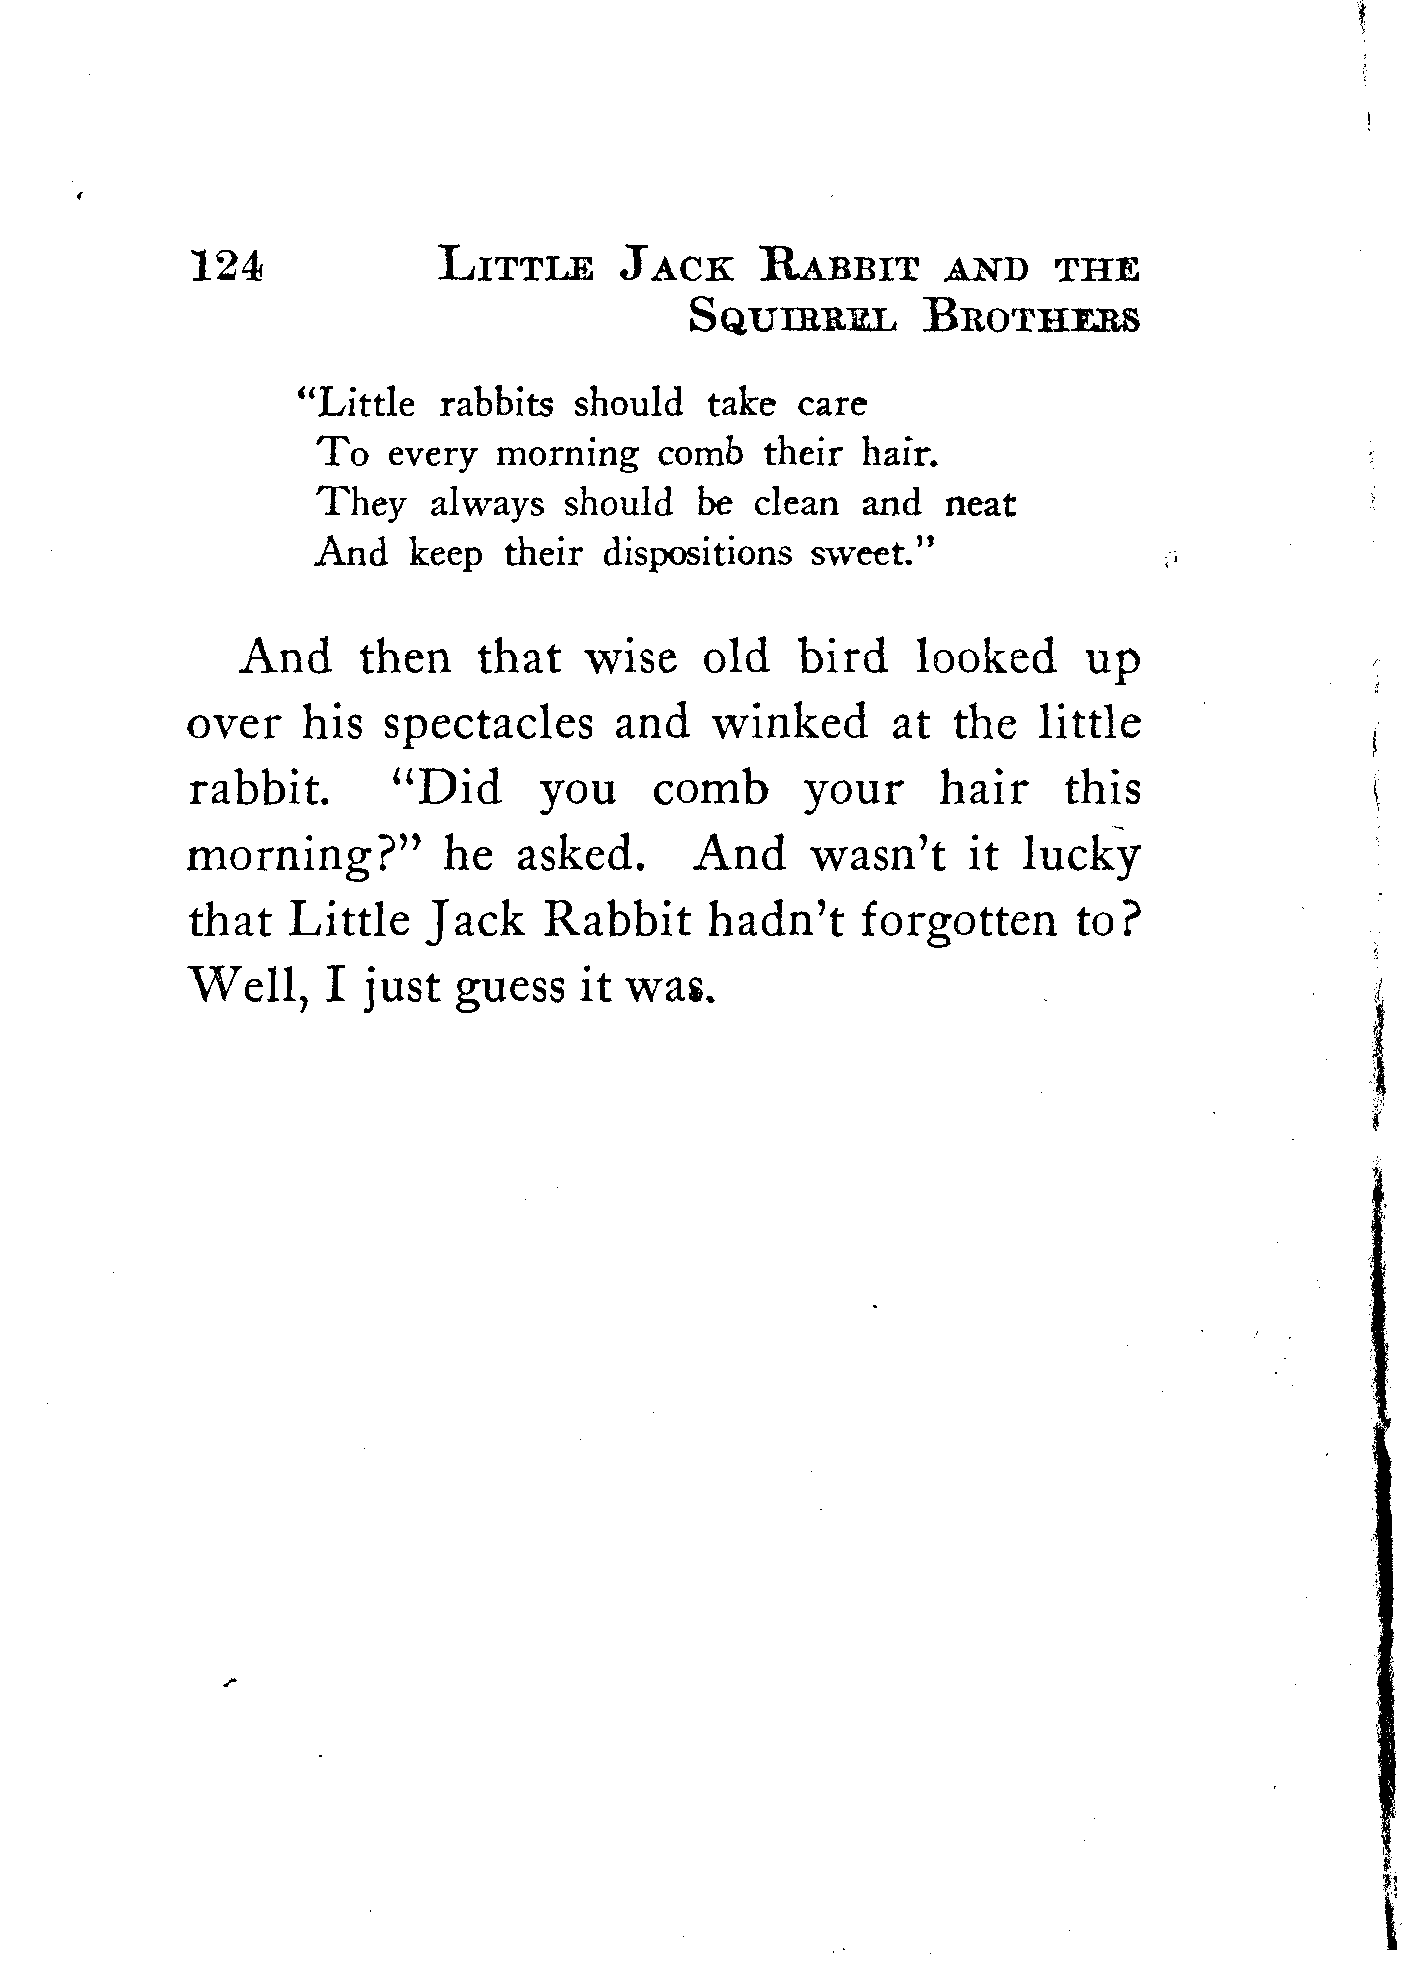 124 LITTLE JACK RABBIT AND THE
SQUIRREL BROTHERS
“Little rabbits should take care
To every morning comb their hair.
They always should be clean and neat
And keep their dispositions sweet.”
And then that wise old bird looked up
over his spectacles and winked at the little
rabbit. “Did you comb your hair this
morning?” he asked. And wasn’t it lucky
that Little Jack Rabbit hadn’t forgotten to?
Well, I just guess it was.